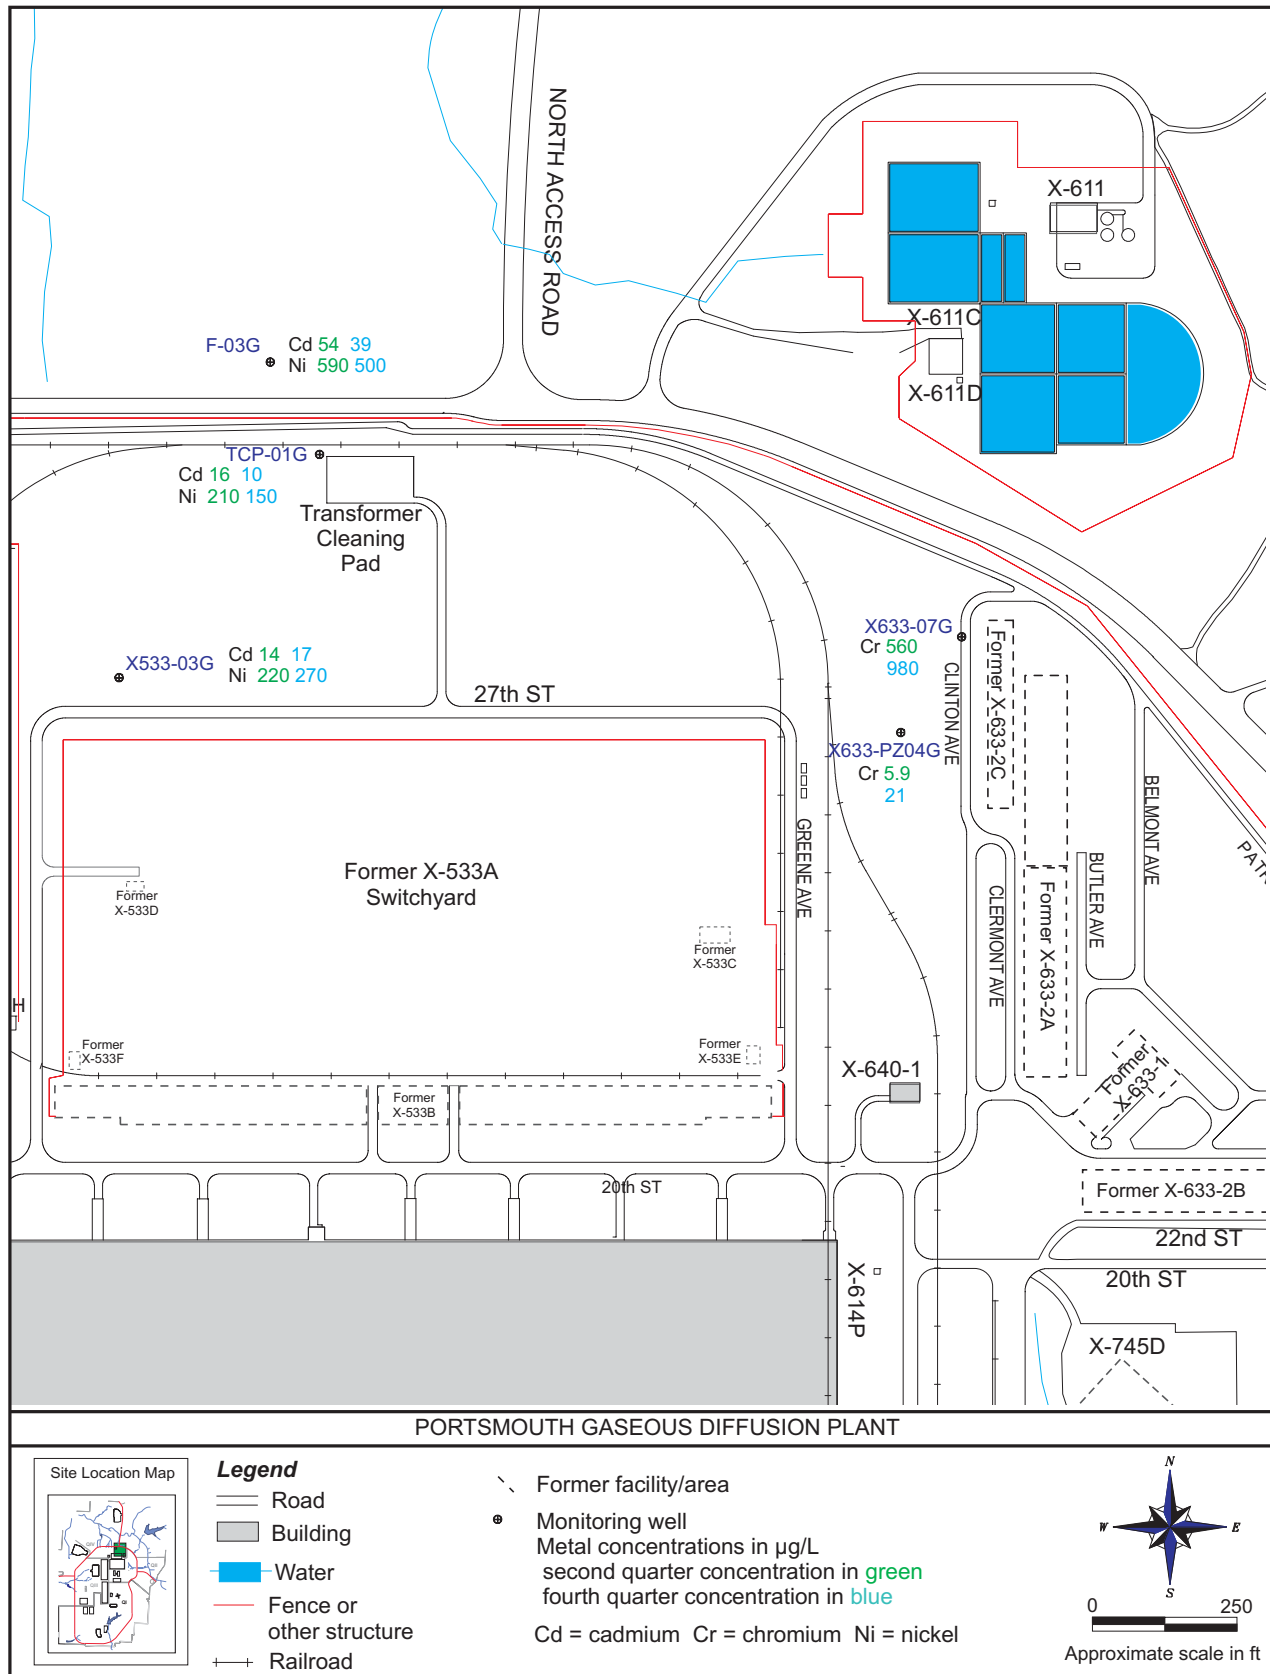 NORTH ACCESS ROAD
X-611
X-611C
X-611D
F-03G
Cd 54 39
Ni 590 500
TCP-01G
Cd 16 10
Ni 210 150
Transformer
Cleaning
Pad
X533-03G
Cd 14 17
Ni 220 270
27th ST
X633-07G
Cr 560
980
X633-PZ04G
Cr 5.9
21
CLINTON AVE
Former X-633-2C
GREENE AVE
BELMONT AVE
BUTLER AVE
CLERMONT AVE
Former X-633-2A
PATR
Former X-533A
Switchyard
Former
X-533D
Former
X-533C
H
Former
X-533F
Former
X-533E
Former
X-533B
X-640-1
Former
X-633-1
Former X-633-2B
20th ST
22nd ST
20th ST
X-614P
X-745D
PORTSMOUTH GASEOUS DIFFUSION PLANT
Site Location Map
Legend
Road
Building
Water
Fence or
other structure
Railroad
Former facility/area
Monitoring well
Metal concentrations in µg/L
second quarter concentration in green
fourth quarter concentration in blue
Cd = cadmium Cr = chromium Ni = nickel
N
W
E
S
0 250
Approximate scale in ft